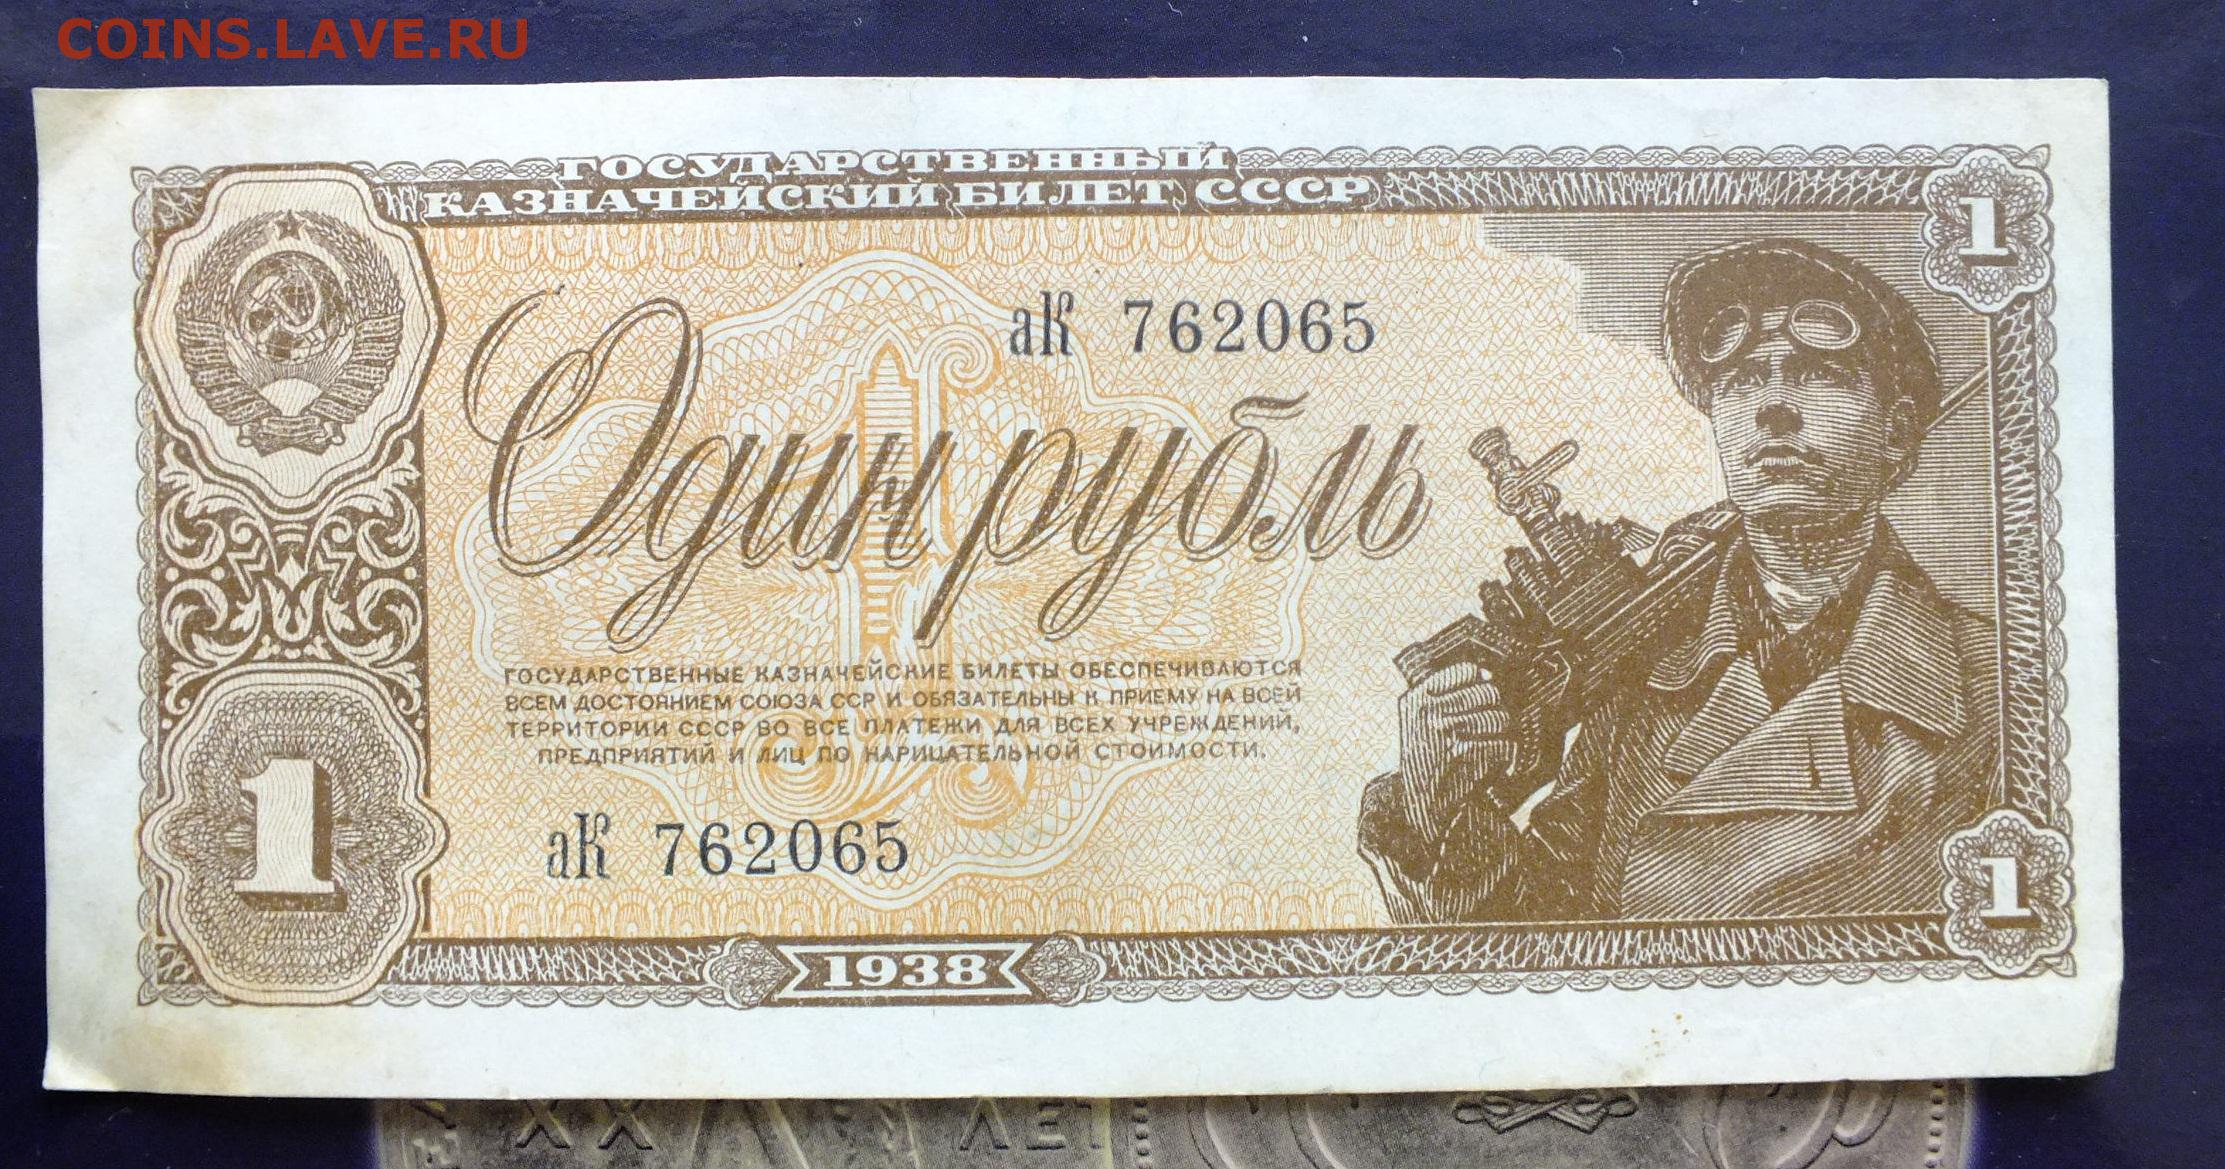 COINS.LAVE.RU
ГОСУДАРСТВЕННЫЙ
КАЗНАЧЕЙСКИЙ БИЛЕТ СССР
1
аК 762065
Один рубль
ГОСУДАРСТВЕННЫЕ КАЗНАЧЕЙСКИЕ БИЛЕТЫ ОБЕСПЕЧИВАЮТСЯ
ВСЕМ ДОСТОЯНИЕМ СОЮЗА ССР И ОБЯЗАТЕЛЬНЫ К ПРИЕМУ НА ВСЕЙ
ТЕРРИТОРИИ СССР ВО ВСЕ ПЛАТЕЖИ ДЛЯ ВСЕХ УЧРЕЖДЕНИЙ,
ПРЕДПРИЯТИЙ И ЛИЦ ПО НАРИЦАТЕЛЬНОЙ СТОИМОСТИ.
1
аК 762065
1
1938